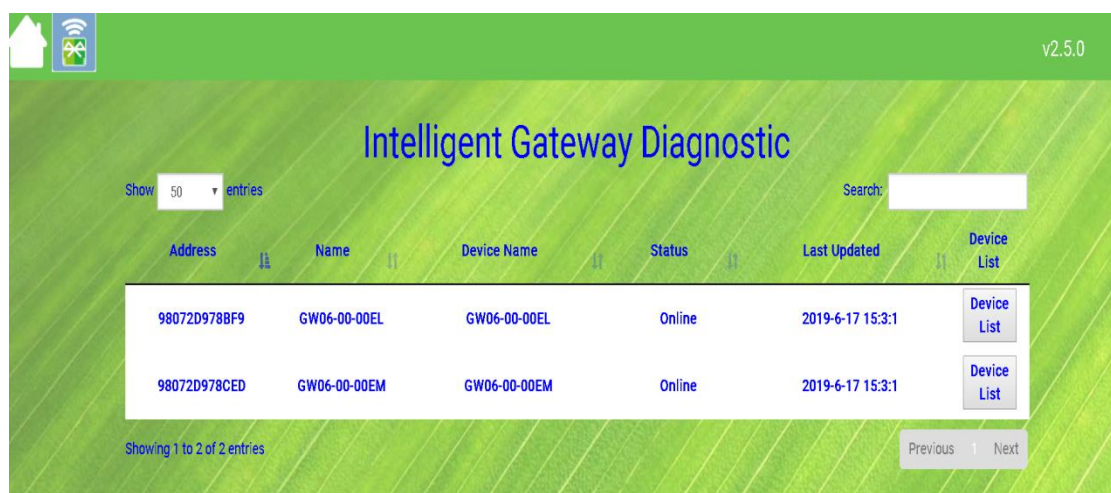 v2.5.0
Intelligent Gateway Diagnostic
Show 50 entries
Search:
Address Name Device Name Status Last Updated Device List
98072D978BF9 GW06-00-00EL GW06-00-00EL Online 2019-6-17 15:3:1 Device List
98072D978CED GW06-00-00EM GW06-00-00EM Online 2019-6-17 15:3:1 Device List
Showing 1 to 2 of 2 entries
Previous 1 Next